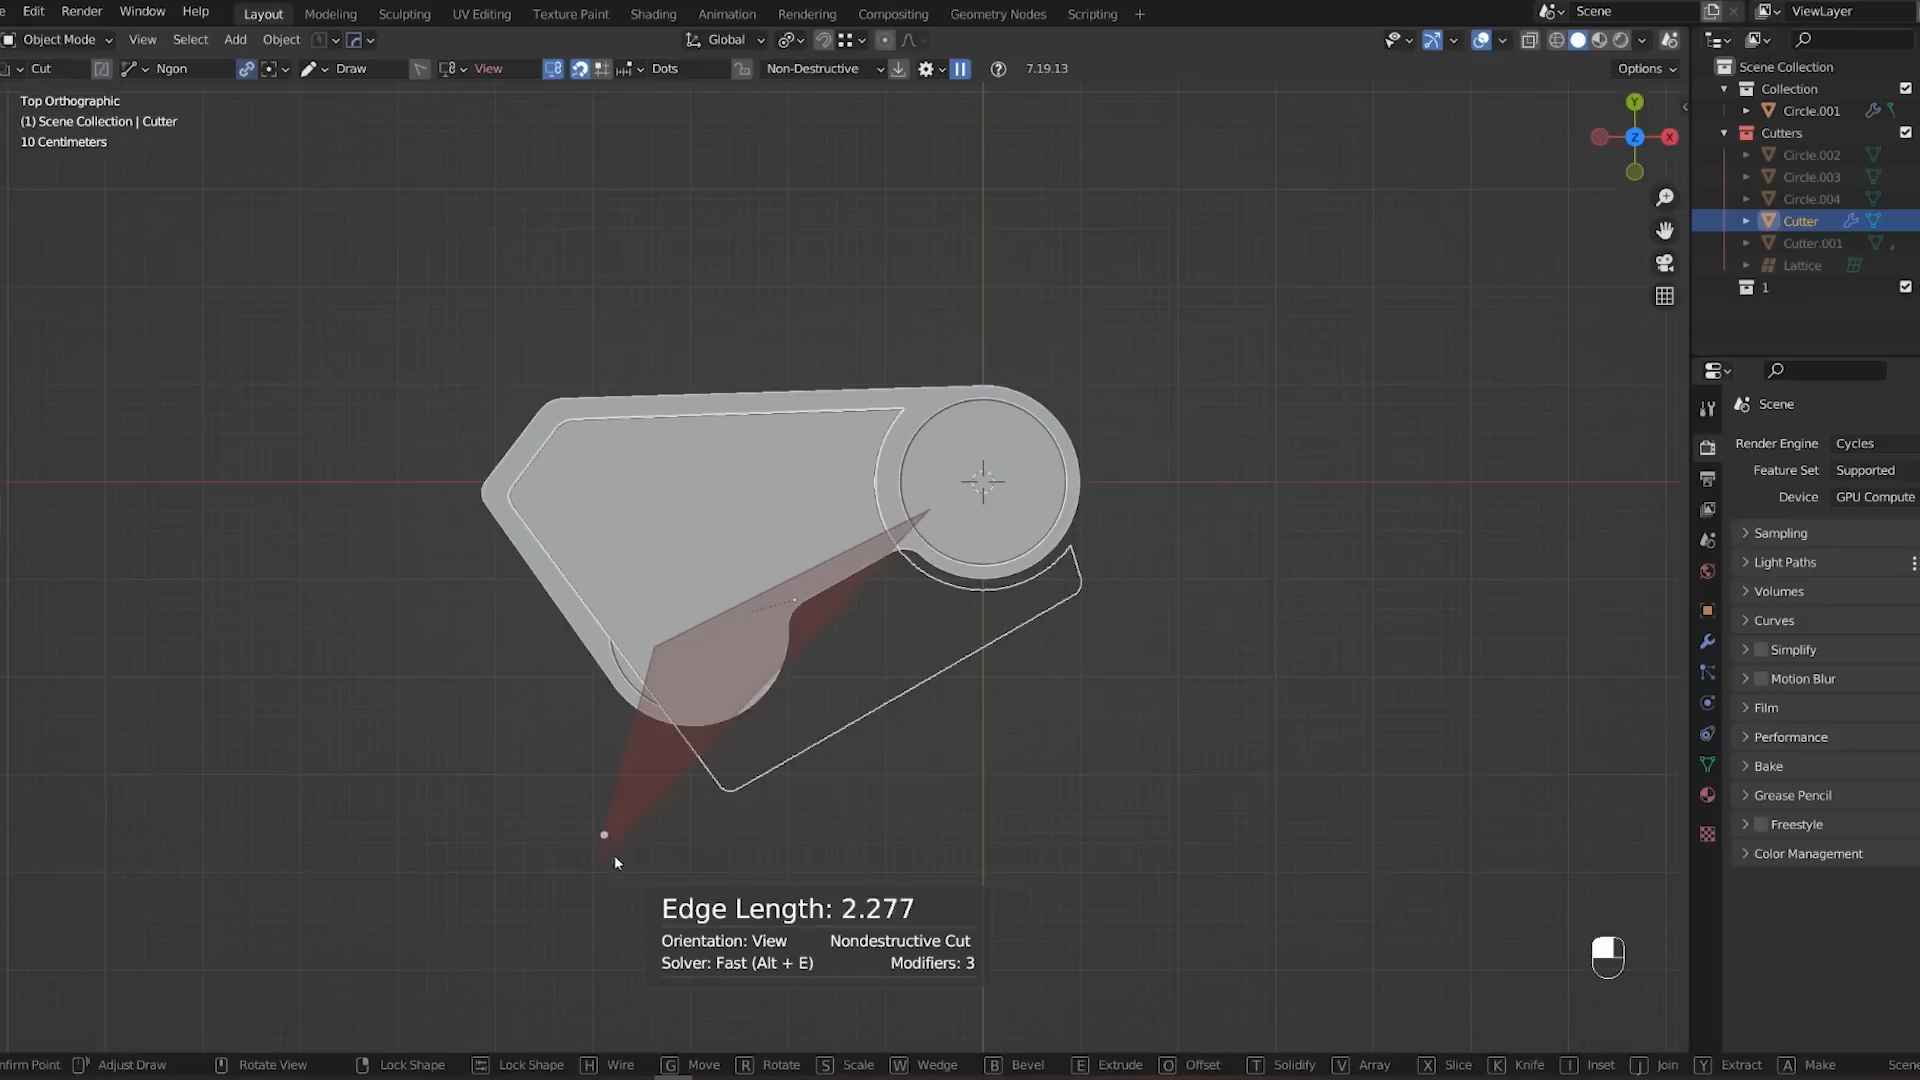 Edit Render Window Help Layout Modeling Sculpting UV Editing Texture Paint Shading Animation Rendering Compositing Geometry Nodes Scripting + Scene ViewLayer
Object Mode View Select Add Object Global
Cut Ngon Draw View Dots Non-Destructive 7.19.13 Options
Top Orthographic
(1) Scene Collection | Cutter
10 Centimeters
Y
Z
X
Scene Collection
Collection
Circle.001
Cutters
Circle.002
Circle.003
Circle.004
Cutter
Cutter.001
Lattice
1
Scene
Render Engine Cycles
Feature Set Supported
Device GPU Compute
Sampling
Light Paths
Volumes
Curves
Simplify
Motion Blur
Film
Performance
Bake
Grease Pencil
Freestyle
Color Management
Edge Length: 2.277
Orientation: View Nondestructive Cut
Solver: Fast (Alt + E) Modifiers: 3
nfirm Point Adjust Draw Rotate View Lock Shape Lock Shape H Wire G Move R Rotate S Scale W Wedge B Bevel E Extrude O Offset T Solidify V Array X Slice K Knife I Inset J Join Y Extract A Make Scene